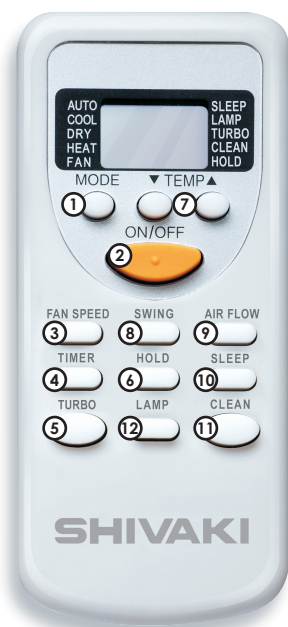 AUTO SLEEP
COOL LAMP
DRY TURBO
HEAT CLEAN
FAN HOLD
MODE ▼ TEMP ▲
1 7
ON/OFF
2
FAN SPEED SWING AIR FLOW
3 8 9
TIMER HOLD SLEEP
4 6 10
TURBO LAMP CLEAN
5 12 11
SHIVAKI